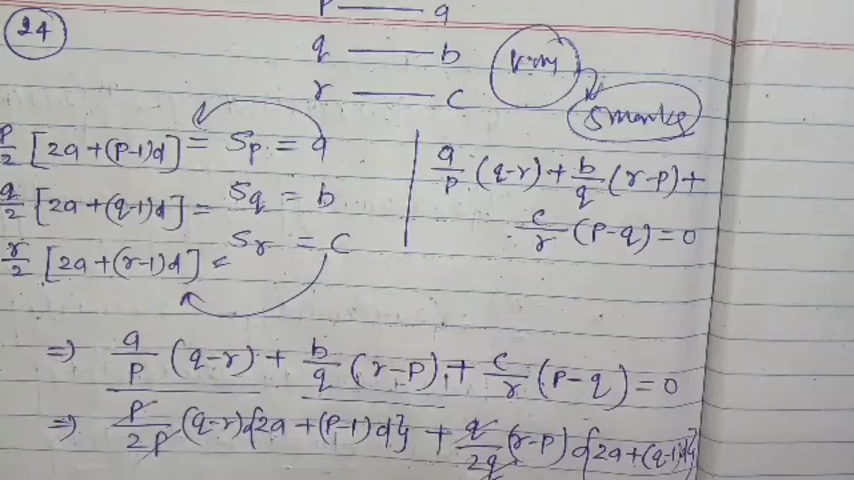 24
p — a
q — b
r — c
5 marks
p/2 [2a+(p-1)d] = Sp = a
q/2 [2a+(q-1)d] = Sq = b
r/2 [2a+(r-1)d] = Sr = c
a/p (q-r) + b/q (r-p) +
c/r (p-q) = 0
⇒ a/p (q-r) + b/q (r-p) + c/r (p-q) = 0
⇒ p/2p (q-r){2a+(p-1)d} + q/2q (r-p){2a+(q-1)d}